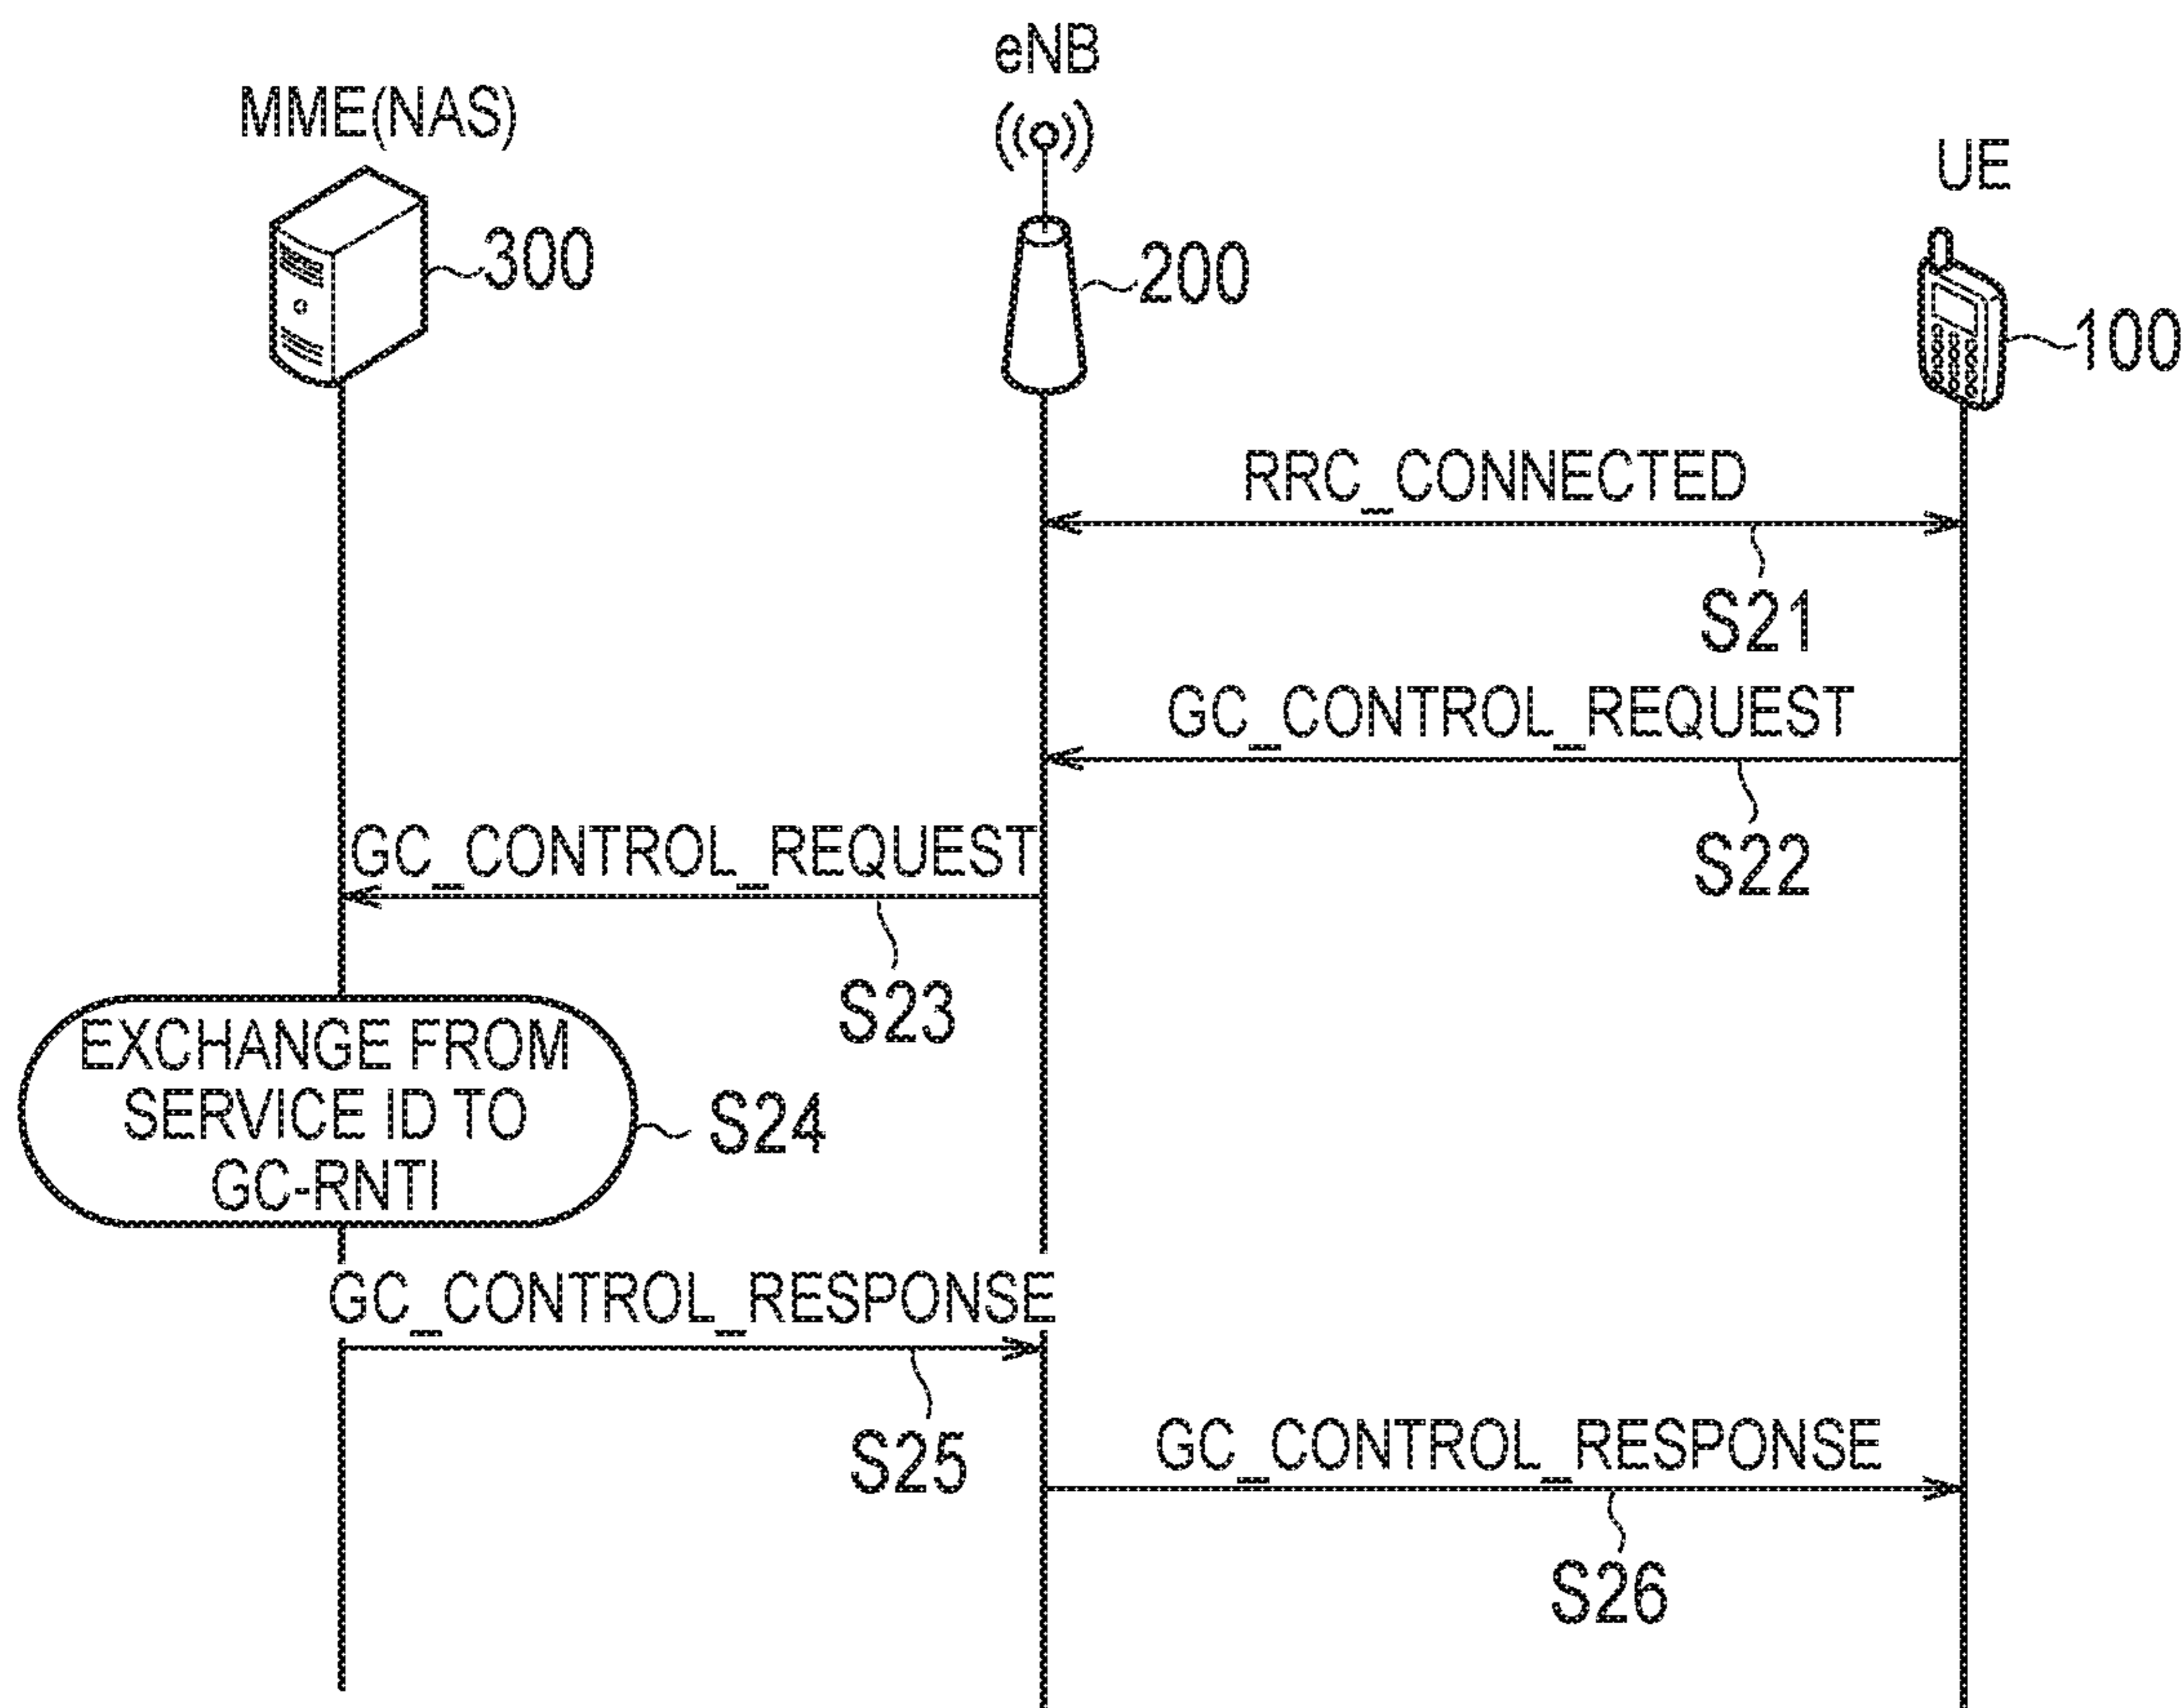 eNB
MME(NAS)
UE
300
200
100
RRC_CONNECTED
S21
GC_CONTROL_REQUEST
S22
GC_CONTROL_REQUEST
S23
EXCHANGE FROM
SERVICE ID TO
GC-RNTI
S24
GC_CONTROL_RESPONSE
S25
GC_CONTROL_RESPONSE
S26